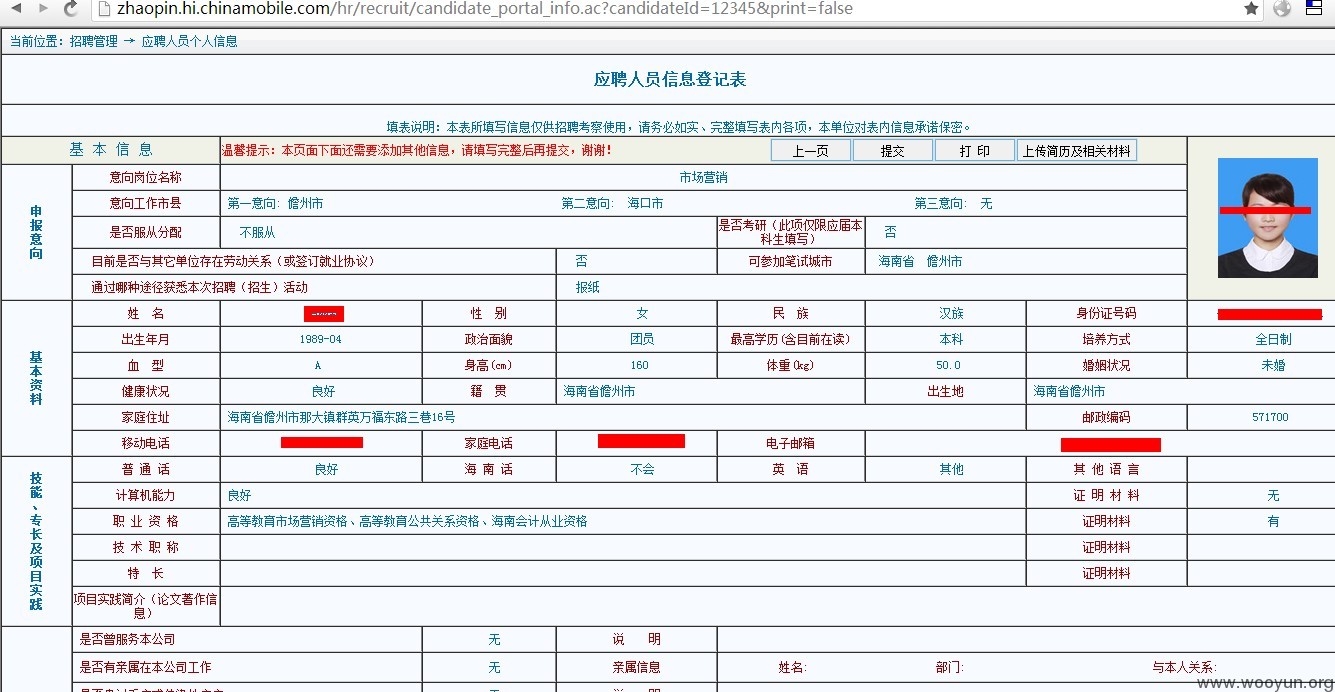 zhaopin.hi.chinamobile.com/hr/recruit/candidate_portal_info.ac?candidateId=12345&print=false
当前位置：招聘管理 → 应聘人员个人信息
应聘人员信息登记表
填表说明：本表所填写信息仅供招聘考察使用，请务必如实、完整填写表内各项，本单位对表内信息承诺保密。
基 本 信 息 温馨提示：本页面下面还需要添加其他信息，请填写完整后再提交，谢谢！ 上一页 提交 打 印 上传简历及相关材料
申报意向
意向岗位名称 市场营销
意向工作市县 第一意向: 儋州市 第二意向: 海口市 第三意向: 无
是否服从分配 不服从 是否考研（此项仅限应届本科生填写） 否
目前是否与其它单位存在劳动关系（或签订就业协议） 否 可参加笔试城市 海南省 儋州市
通过哪种途径获悉本次招聘（招生）活动 报纸
基本资料
姓 名 性 别 女 民 族 汉族 身份证号码
出生年月 1989-04 政治面貌 团员 最高学历(含目前在读) 本科 培养方式 全日制
血 型 A 身高(cm) 160 体重(kg) 50.0 婚姻状况 未婚
健康状况 良好 籍 贯 海南省儋州市 出生地 海南省儋州市
家庭住址 海南省儋州市那大镇群英万福东路三巷16号 邮政编码 571700
移动电话 家庭电话 电子邮箱
技能、专长及项目实践
普 通 话 良好 海 南 话 不会 英 语 其他 其 他 语 言
计算机能力 良好 证 明 材 料 无
职 业 资 格 高等教育市场营销资格、高等教育公共关系资格、海南会计从业资格 证明材料 有
技 术 职 称 证明材料
特 长 证明材料
项目实践简介（论文著作信息）
是否曾服务本公司 无 说 明
是否有亲属在本公司工作 无 亲属信息 姓名: 部门: 与本人关系:
www.wooyun.org